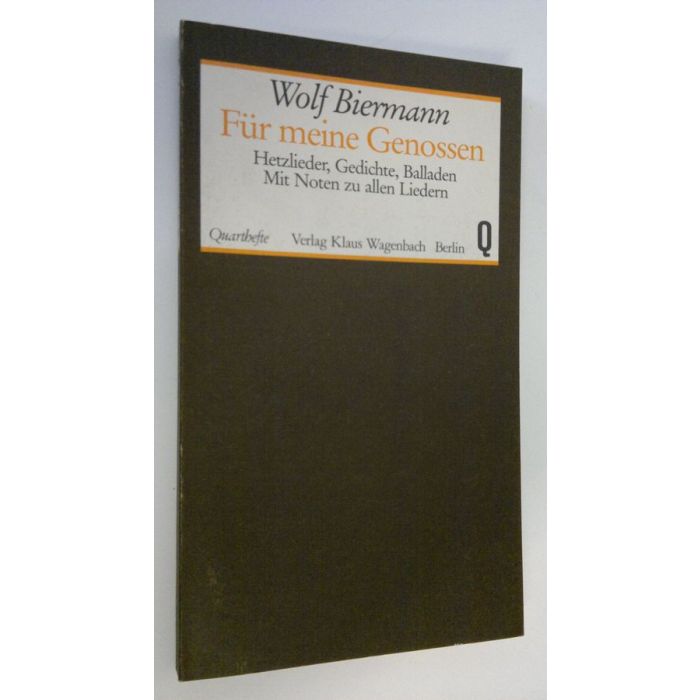 Wolf Biermann
Für meine Genossen
Hetzlieder, Gedichte, Balladen
Mit Noten zu allen Liedern
Quarthefte Verlag Klaus Wagenbach Berlin Q